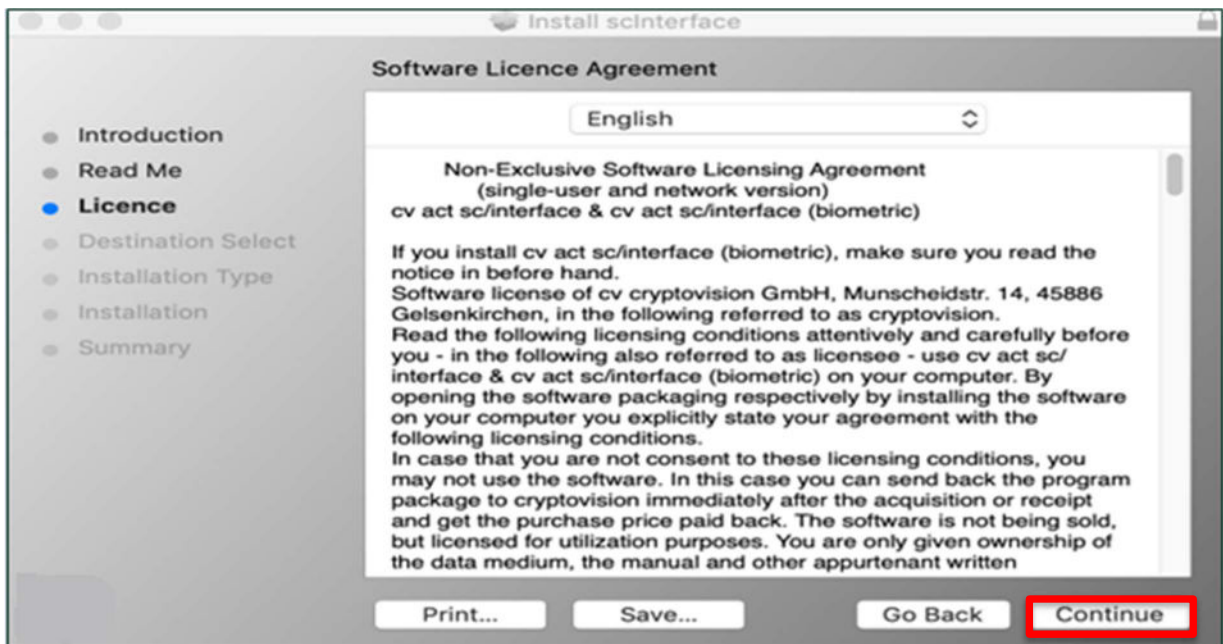 Install scInterface
Software Licence Agreement
Introduction
Read Me
Licence
Destination Select
Installation Type
Installation
Summary
English
Non-Exclusive Software Licensing Agreement
(single-user and network version)
cv act sc/interface & cv act sc/interface (biometric)
If you install cv act sc/interface (biometric), make sure you read the
notice in before hand.
Software license of cv cryptovision GmbH, Munscheidstr. 14, 45886
Gelsenkirchen, in the following referred to as cryptovision.
Read the following licensing conditions attentively and carefully before
you - in the following also referred to as licensee - use cv act sc/
interface & cv act sc/interface (biometric) on your computer. By
opening the software packaging respectively by installing the software
on your computer you explicitly state your agreement with the
following licensing conditions.
In case that you are not consent to these licensing conditions, you
may not use the software. In this case you can send back the program
package to cryptovision immediately after the acquisition or receipt
and get the purchase price paid back. The software is not being sold,
but licensed for utilization purposes. You are only given ownership of
the data medium, the manual and other appurtenant written
Print...
Save...
Go Back
Continue